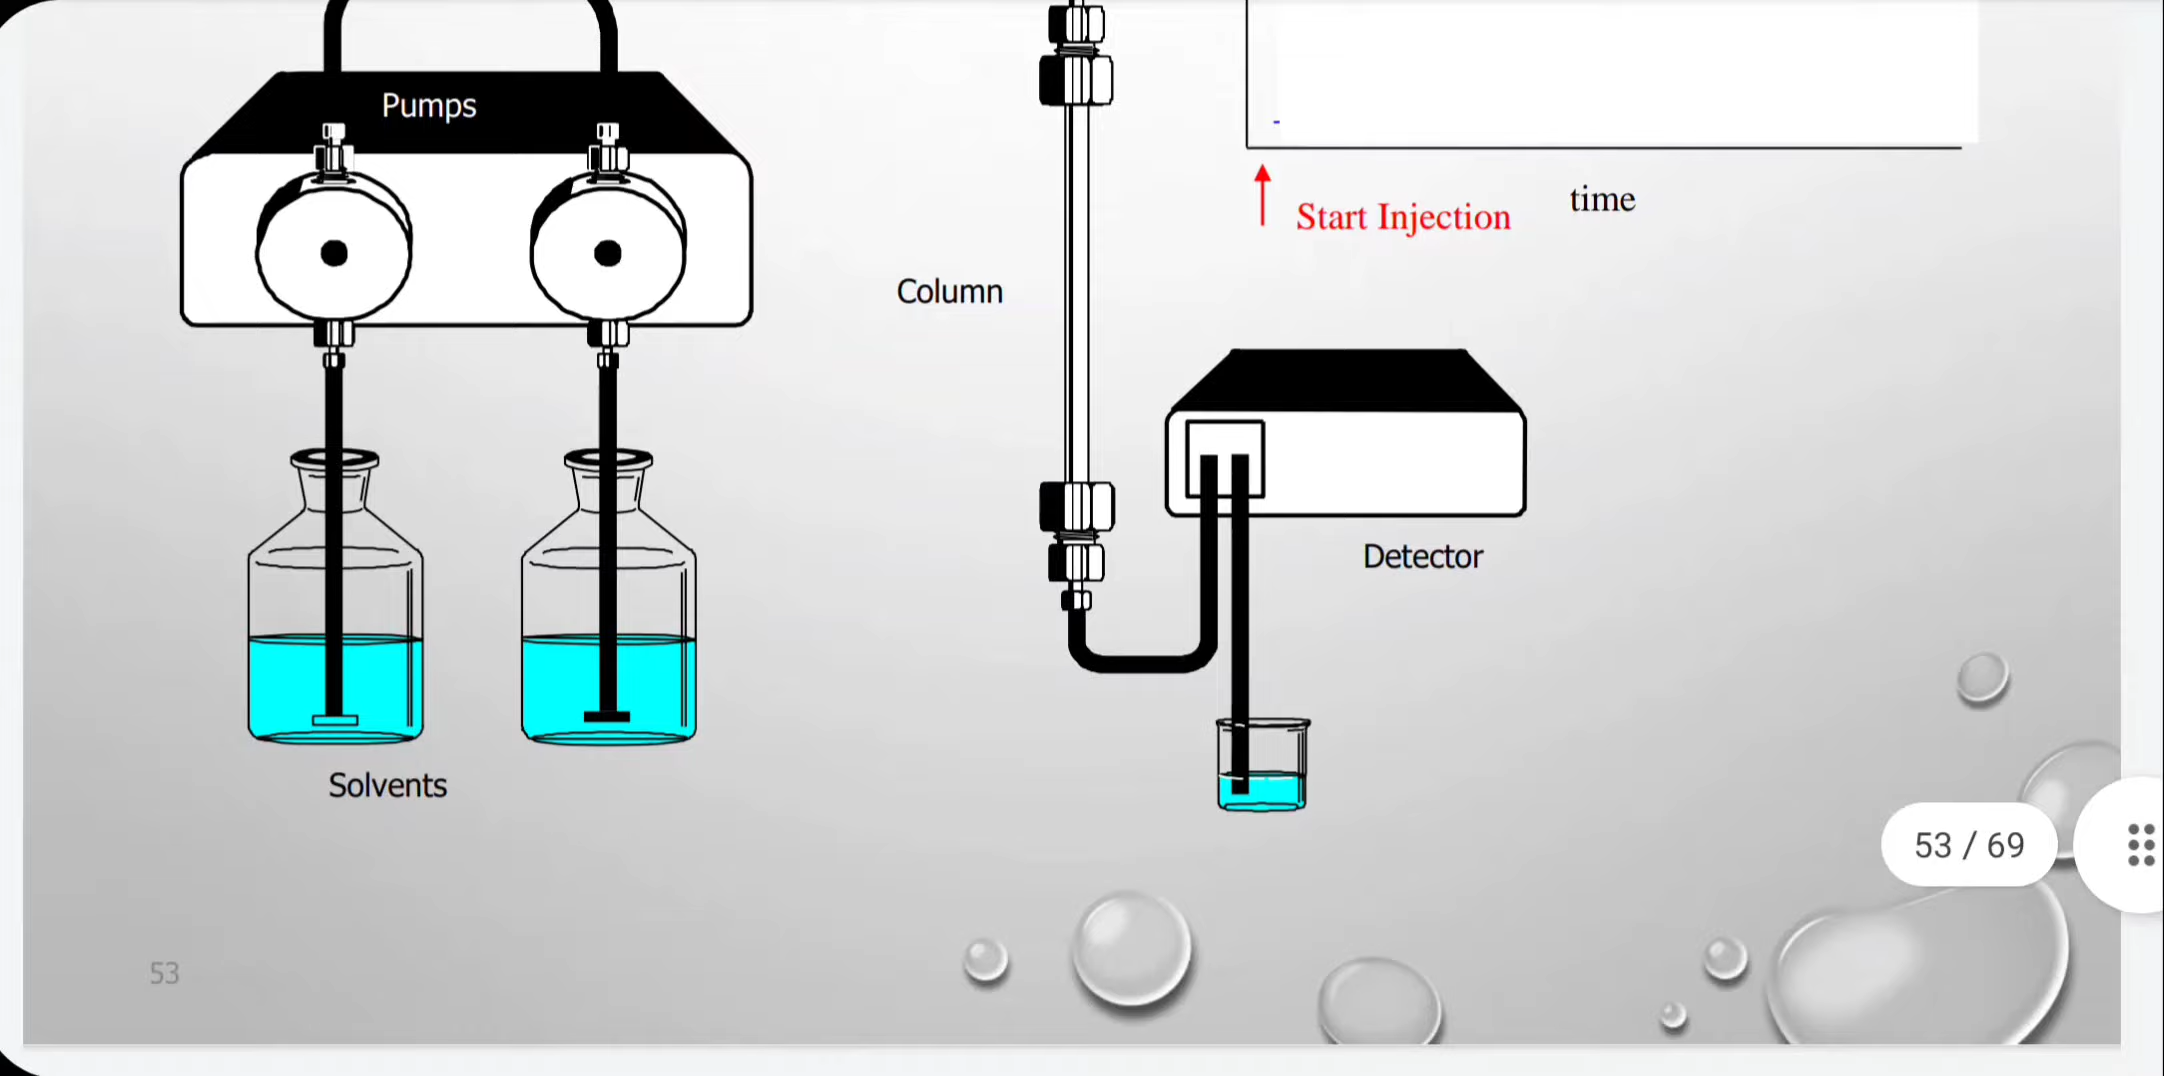 Pumps
time
Start Injection
Column
Detector
Solvents
53 / 69
53